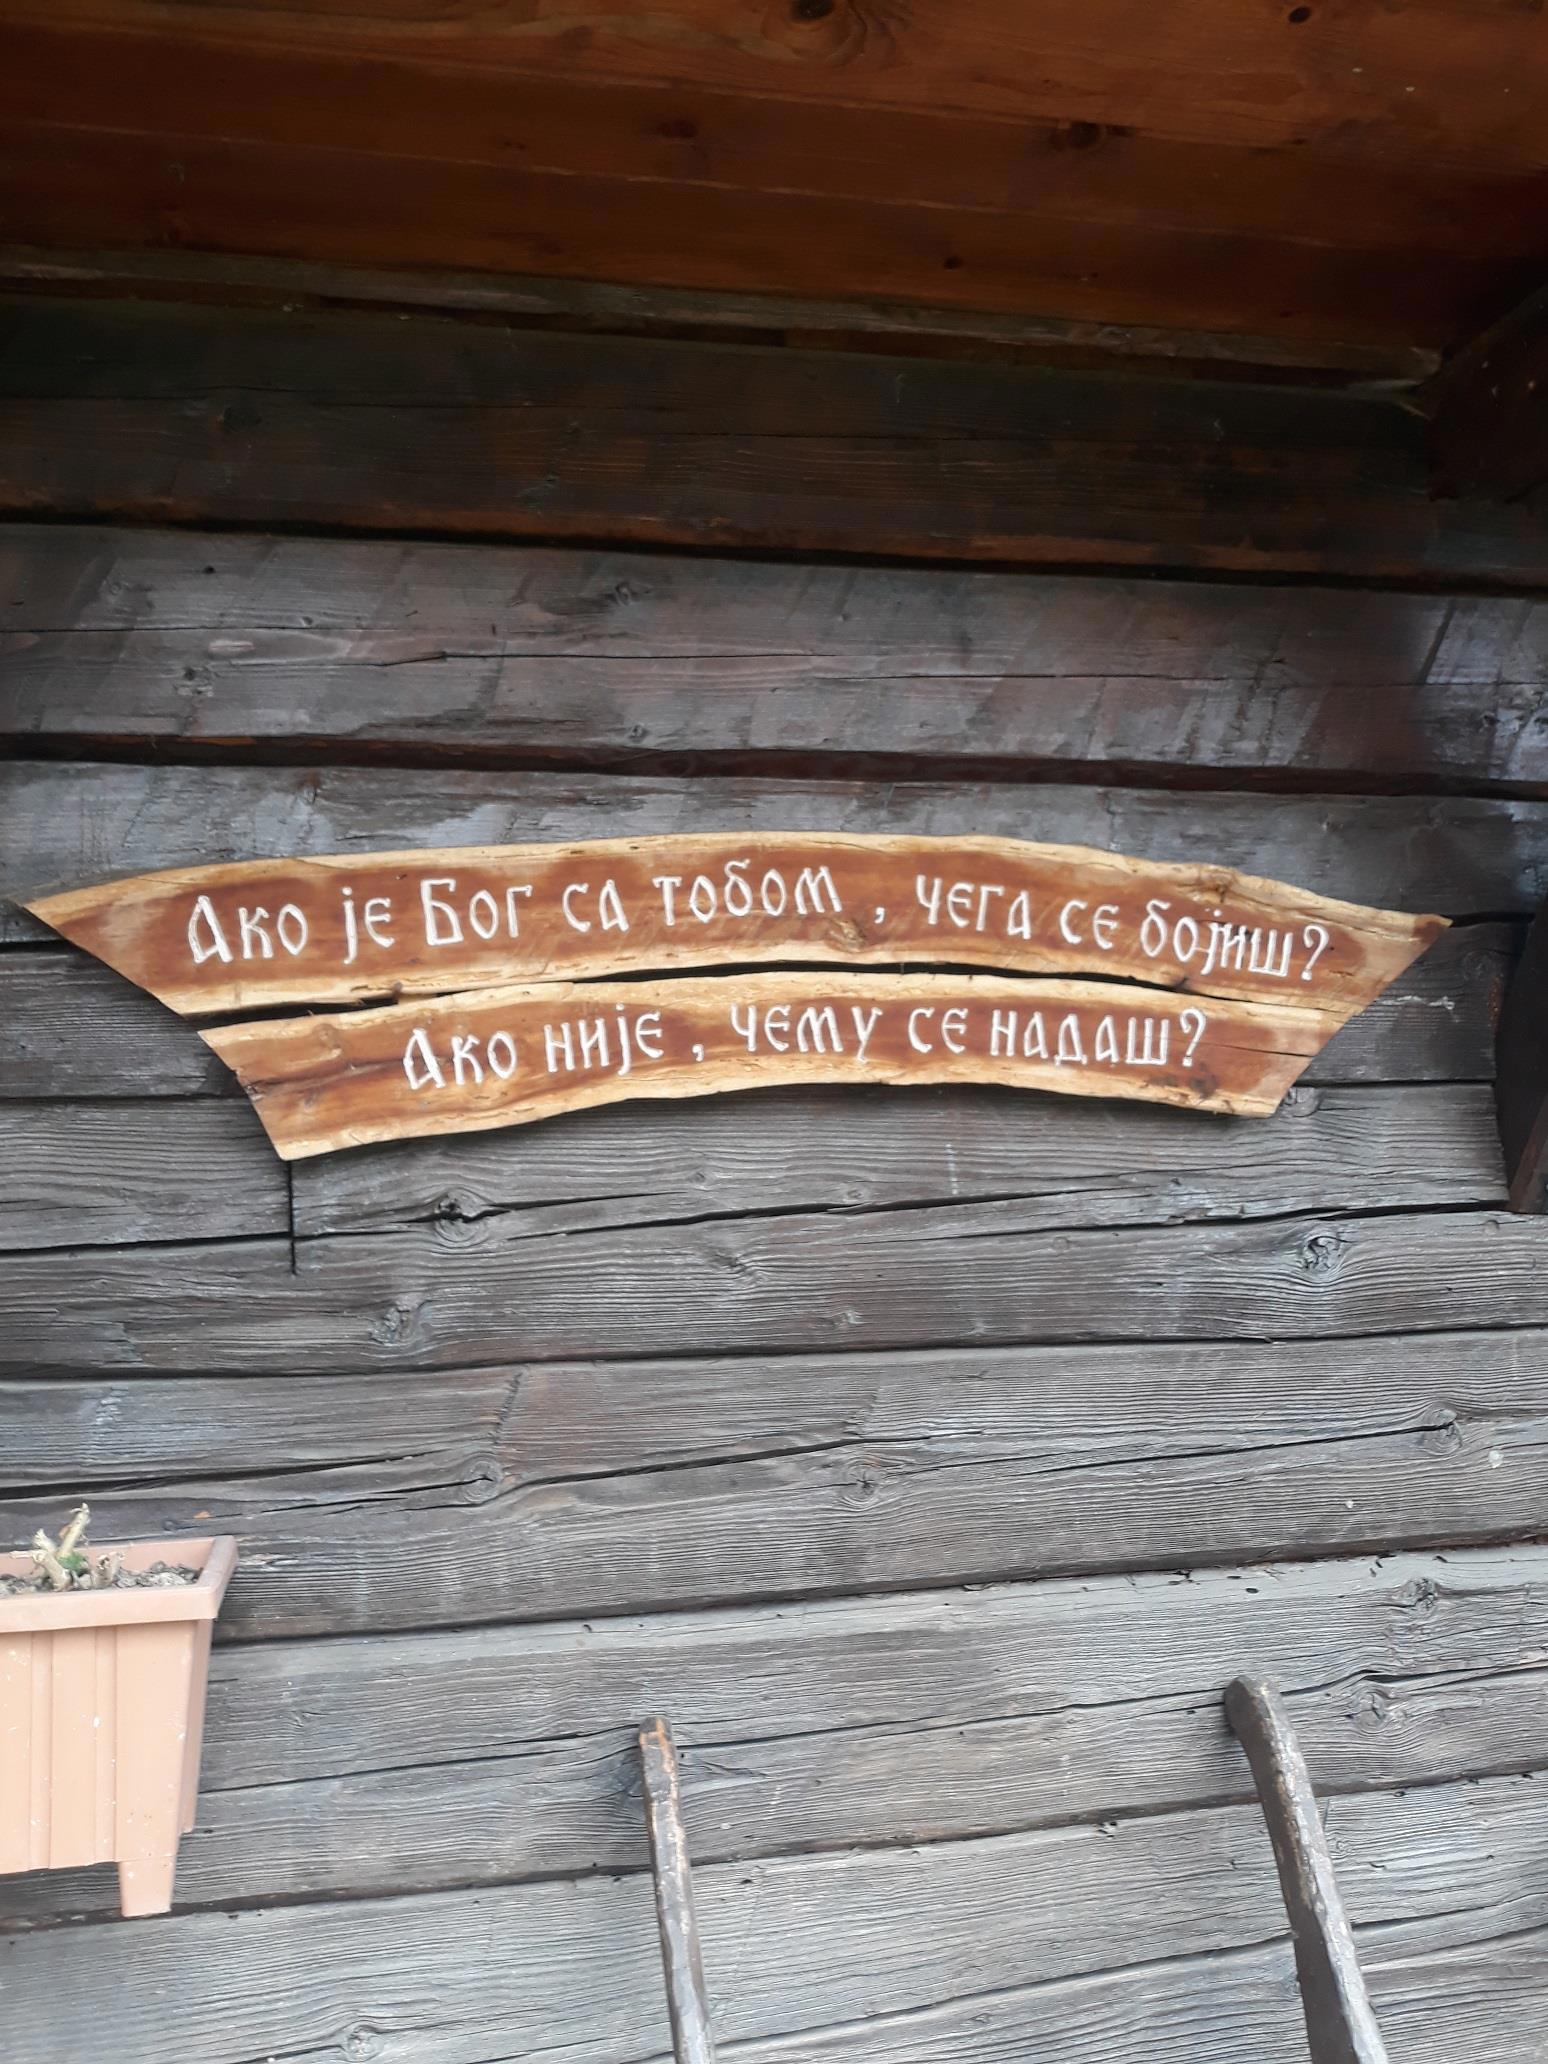 Ако је Бог са тобом , чега се бојиш?
Ако није , чему се надаш?